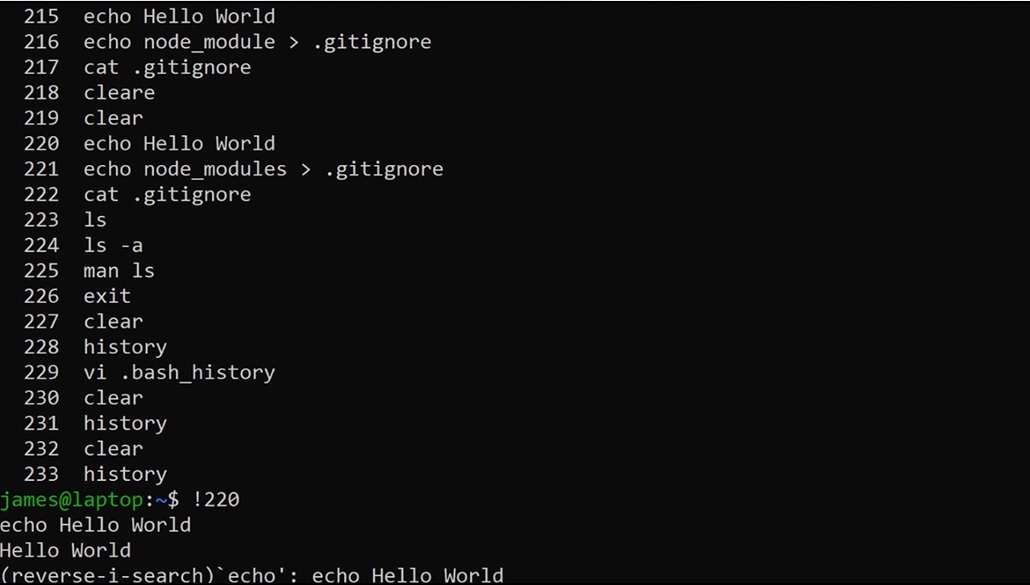 215 echo Hello World
216 echo node_module > .gitignore
217 cat .gitignore
218 cleare
219 clear
220 echo Hello World
221 echo node_modules > .gitignore
222 cat .gitignore
223 ls
224 ls -a
225 man ls
226 exit
227 clear
228 history
229 vi .bash_history
230 clear
231 history
232 clear
233 history
james@laptop:~$ !220
echo Hello World
Hello World
(reverse-i-search)`echo': echo Hello World